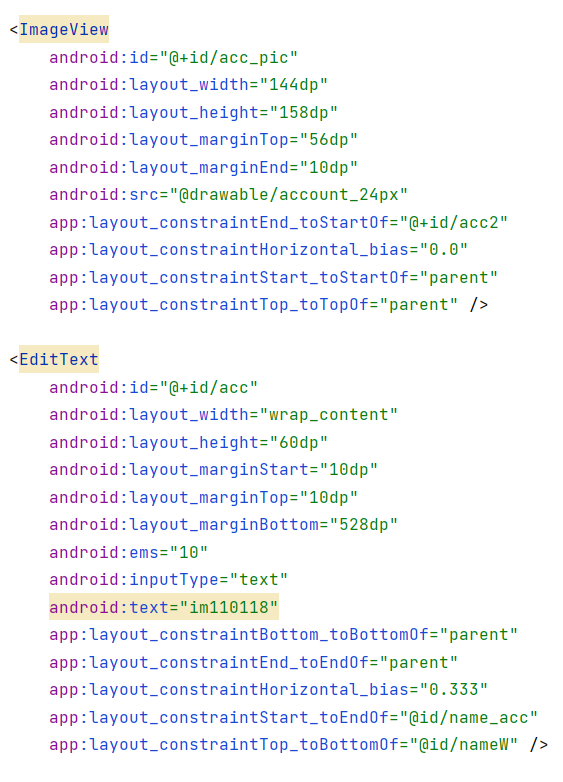 <ImageView
    android:id="@+id/acc_pic"
    android:layout_width="144dp"
    android:layout_height="158dp"
    android:layout_marginTop="56dp"
    android:layout_marginEnd="10dp"
    android:src="@drawable/account_24px"
    app:layout_constraintEnd_toStartOf="@+id/acc2"
    app:layout_constraintHorizontal_bias="0.0"
    app:layout_constraintStart_toStartOf="parent"
    app:layout_constraintTop_toTopOf="parent" />

<EditText
    android:id="@+id/acc"
    android:layout_width="wrap_content"
    android:layout_height="60dp"
    android:layout_marginStart="10dp"
    android:layout_marginTop="10dp"
    android:layout_marginBottom="528dp"
    android:ems="10"
    android:inputType="text"
    android:text="im110118"
    app:layout_constraintBottom_toBottomOf="parent"
    app:layout_constraintEnd_toEndOf="parent"
    app:layout_constraintHorizontal_bias="0.333"
    app:layout_constraintStart_toEndOf="@id/name_acc"
    app:layout_constraintTop_toBottomOf="@id/nameW" />